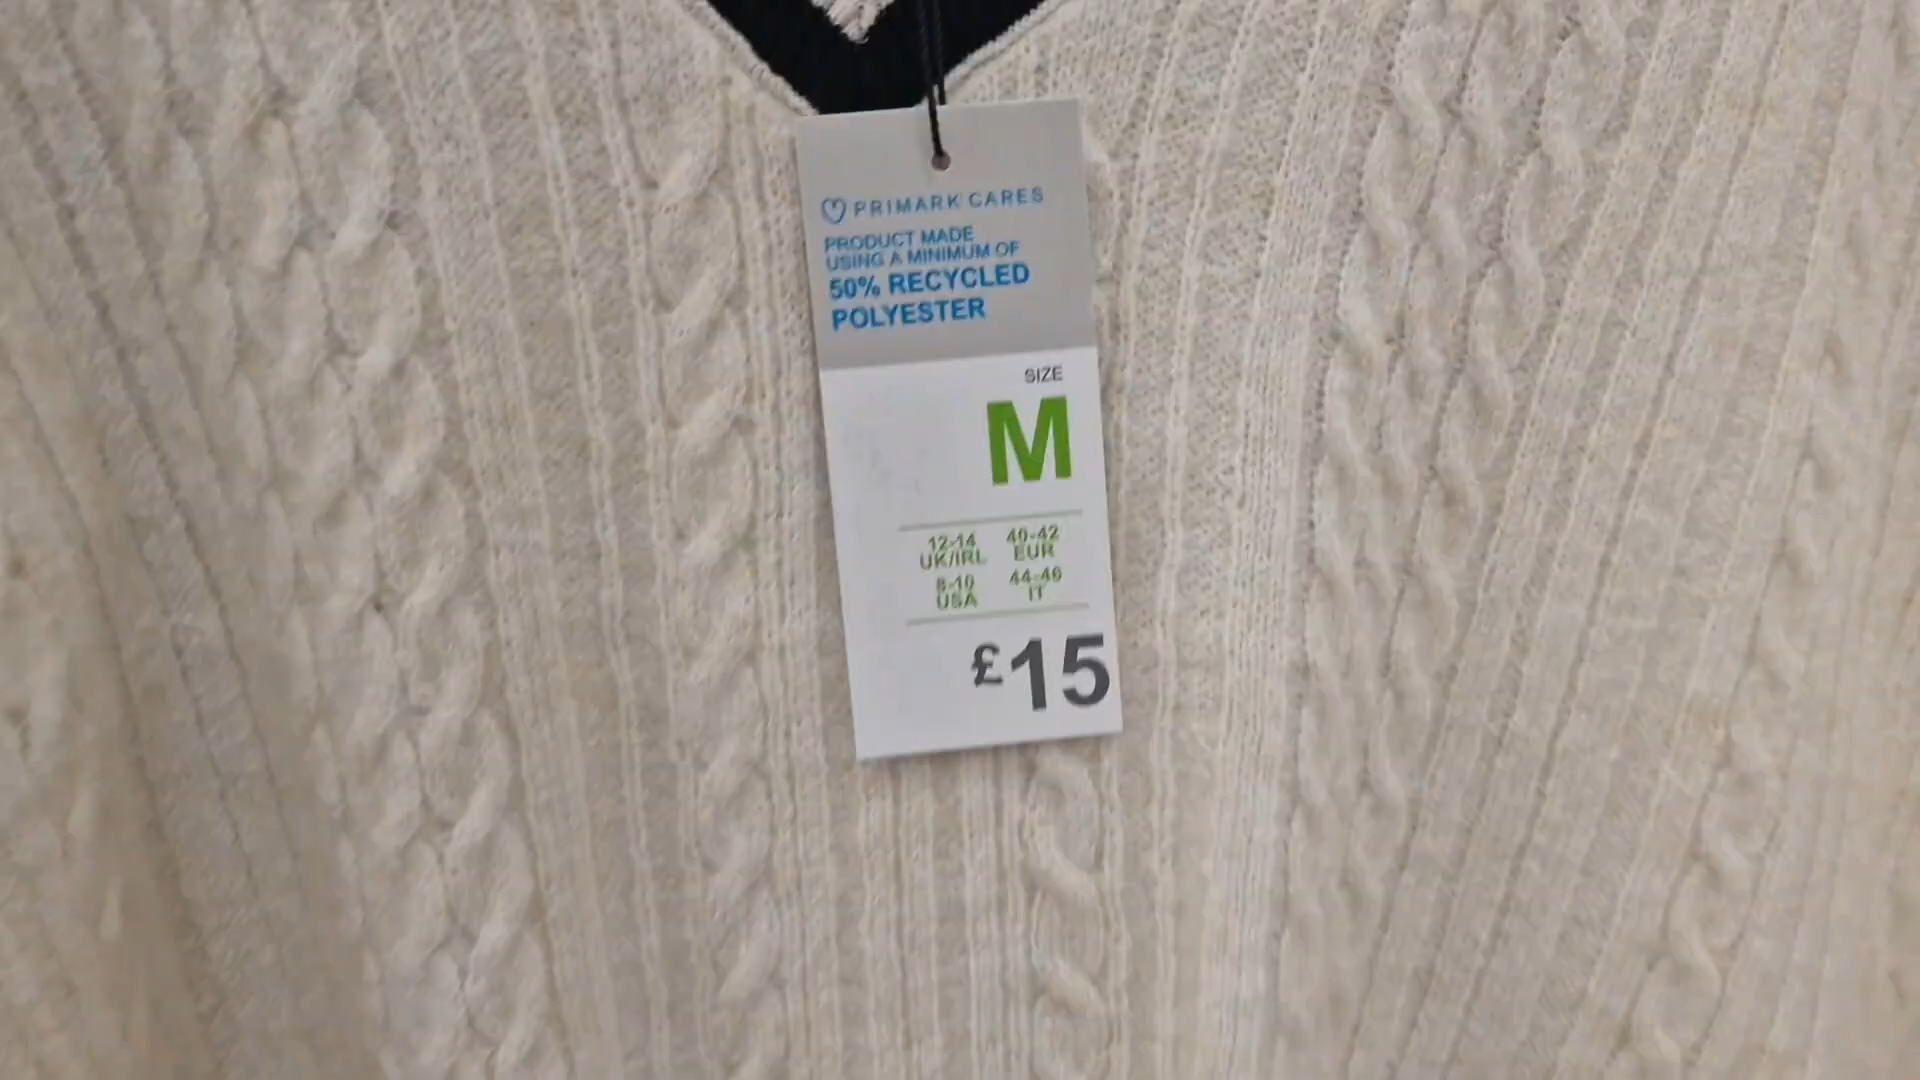 PRIMARK CARES
PRODUCT MADE
USING A MINIMUM OF
50% RECYCLED
POLYESTER
SIZE
M
12-14 40-42
UK/IRL EUR
8-10 44-46
USA IT
£15